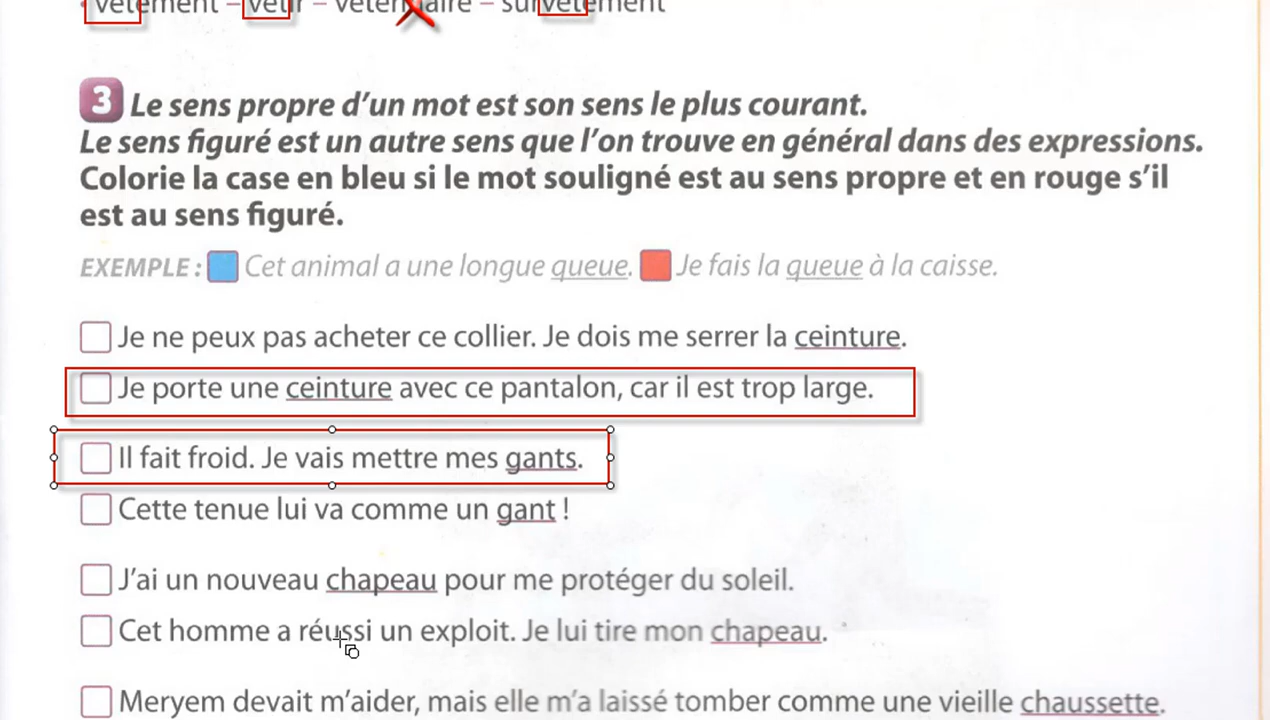 vêtement – vêtir – vétérinaire – survêtement
3 Le sens propre d'un mot est son sens le plus courant.
Le sens figuré est un autre sens que l'on trouve en général dans des expressions.
Colorie la case en bleu si le mot souligné est au sens propre et en rouge s'il
est au sens figuré.
EXEMPLE : Cet animal a une longue queue. Je fais la queue à la caisse.
Je ne peux pas acheter ce collier. Je dois me serrer la ceinture.
Je porte une ceinture avec ce pantalon, car il est trop large.
Il fait froid. Je vais mettre mes gants.
Cette tenue lui va comme un gant !
J'ai un nouveau chapeau pour me protéger du soleil.
Cet homme a réussi un exploit. Je lui tire mon chapeau.
Meryem devait m'aider, mais elle m'a laissé tomber comme une vieille chaussette.